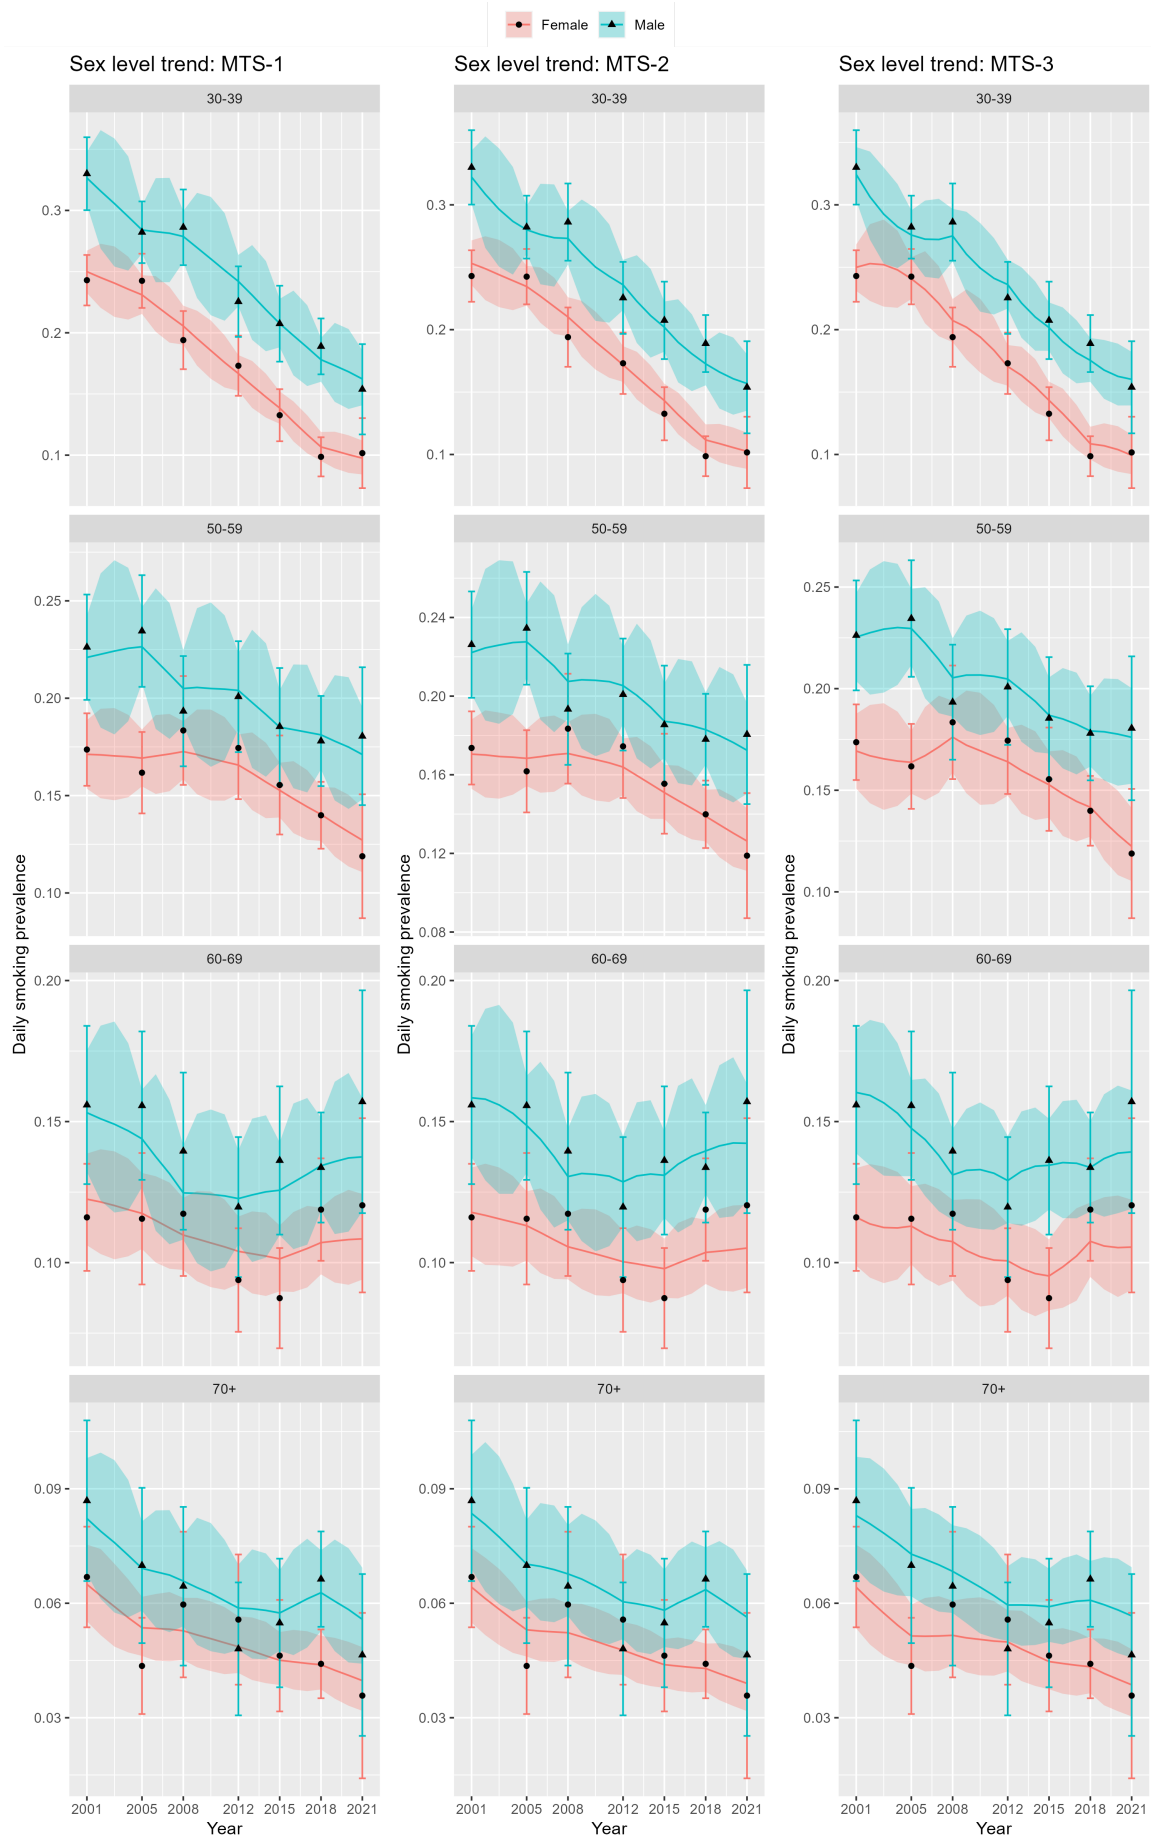 Female Male
Sex level trend: MTS-1 Sex level trend: MTS-2 Sex level trend: MTS-3
30-39 30-39 30-39
0.3 0.3 0.3
0.2 0.2 0.2
0.1 0.1 0.1
50-59 50-59 50-59
0.25 0.24 0.25
0.20 0.20 0.20
0.15 0.16 0.15
0.10 0.12 0.10
0.08
Daily smoking prevalence Daily smoking prevalence Daily smoking prevalence
60-69 60-69 60-69
0.20 0.20 0.20
0.15 0.15 0.15
0.10 0.10 0.10
70+ 70+ 70+
0.09 0.09 0.09
0.06 0.06 0.06
0.03 0.03 0.03
2001 2005 2008 2012 2015 2018 2021 2001 2005 2008 2012 2015 2018 2021 2001 2005 2008 2012 2015 2018 2021
Year Year Year